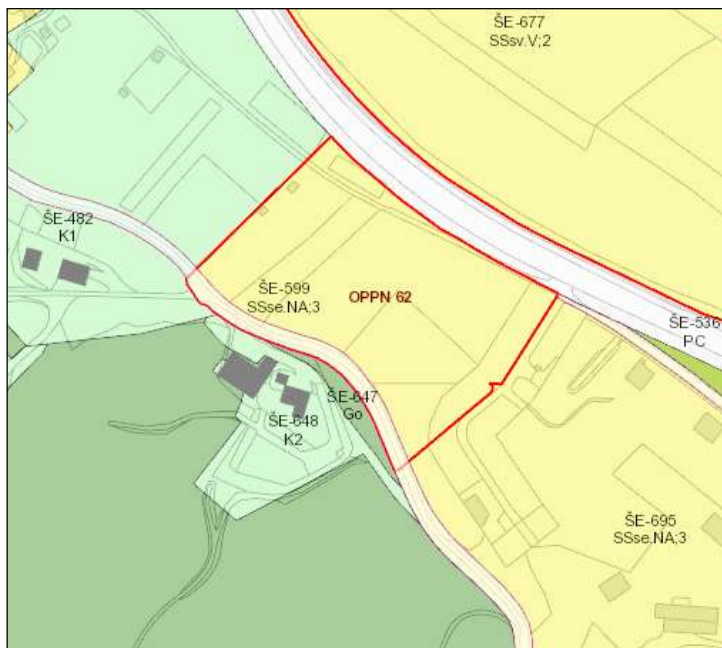 ŠE-677
SSsv.V;2
ŠE-482
K1
ŠE-599
SSse.NA;3
OPPN 62
ŠE-536
PC
ŠE-647
Go
ŠE-648
K2
ŠE-695
SSse.NA;3